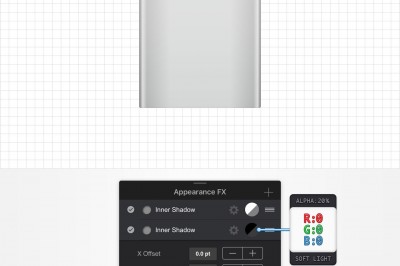 Appearance FX
Inner Shadow
Inner Shadow
X Offset
0.0 pt
ALPHA:20%
R:0
G:0
B:0
SOFT LIGHT